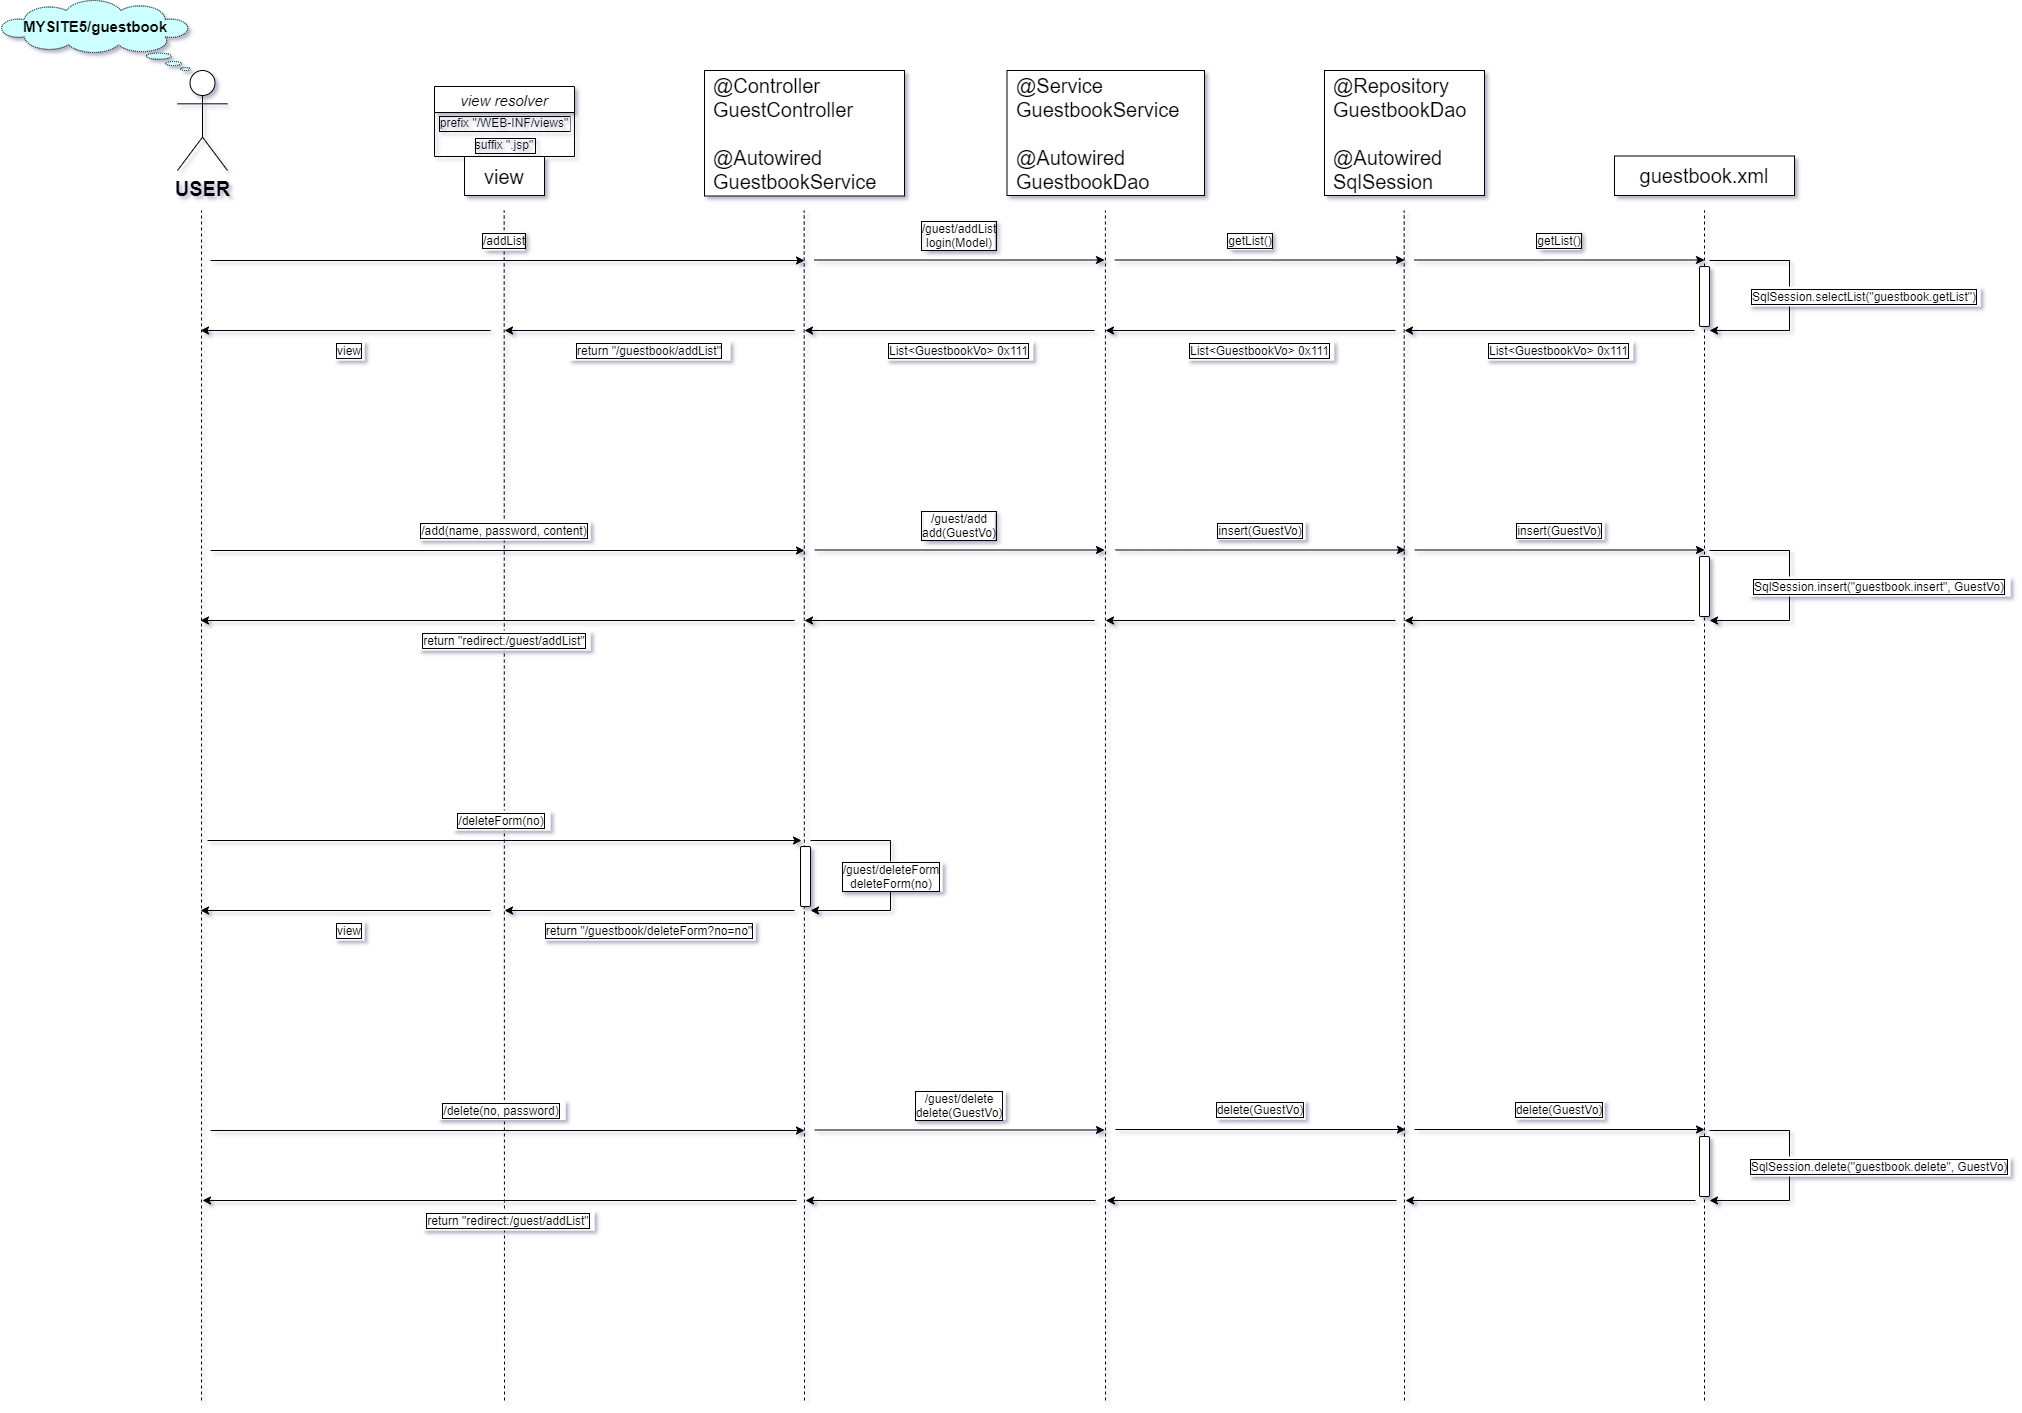 MYSITE5/guestbook
USER
view resolver
prefix "/WEB-INF/views"
suffix ".jsp"
view
@Controller
GuestController
@Autowired
GuestbookService
@Service
GuestbookService
@Autowired
GuestbookDao
@Repository
GuestbookDao
@Autowired
SqlSession
guestbook.xml
/addList
/guest/addList
login(Model)
getList()
getList()
SqlSession.selectList("guestbook.getList")
view
return "/guestbook/addList"
List<GuestbookVo> 0x111
List<GuestbookVo> 0x111
List<GuestbookVo> 0x111
/add(name, password, content)
/guest/add
add(GuestVo)
insert(GuestVo)
insert(GuestVo)
SqlSession.insert("guestbook.insert", GuestVo)
return "redirect:/guest/addList"
/deleteForm(no)
/guest/deleteForm
deleteForm(no)
view
return "/guestbook/deleteForm?no=no"
/delete(no, password)
/guest/delete
delete(GuestVo)
delete(GuestVo)
delete(GuestVo)
SqlSession.delete("guestbook.delete", GuestVo)
return "redirect:/guest/addList"